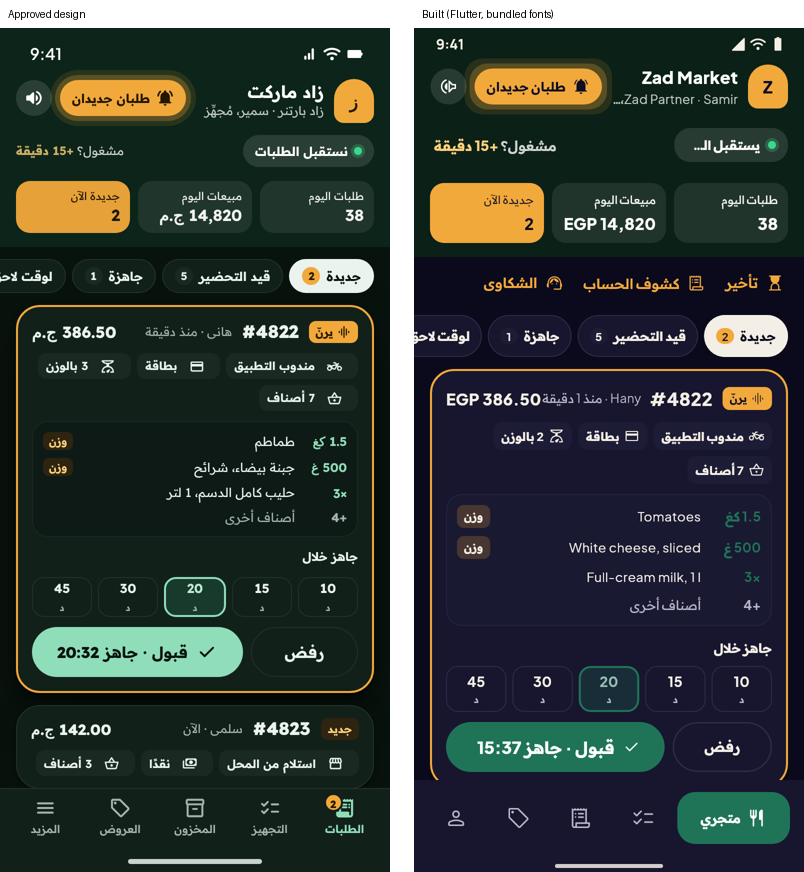 Approved design
9:41
زاد ماركت
زاد بارتنر · سمير، مُجهِّز
ز
طلبان جديدان
نستقبل الطلبات
مشغول؟ +15 دقيقة
طلبات اليوم
38
مبيعات اليوم
14,820 ج.م
جديدة الآن
2
جديدة 2
قيد التحضير 5
جاهزة 1
لوقت لاحق
يرنّ
#4822
هاني · منذ دقيقة
386.50 ج.م
مندوب التطبيق
بطاقة
3 بالوزن
7 أصناف
1.5 كغ طماطم وزن
500 غ جبنة بيضاء، شرائح وزن
3× حليب كامل الدسم، 1 لتر
+4 أصناف أخرى
جاهز خلال
10 د
15 د
20 د
30 د
45 د
رفض
قبول · جاهز 20:32
جديد
#4823
سلمى · الآن
142.00 ج.م
استلام من المحل
نقدًا
3 أصناف
2
الطلبات
التجهيز
المخزون
العروض
المزيد
Built (Flutter, bundled fonts)
9:41
Zad Market
Zad Partner · Samir،...
Z
طلبان جديدان
يستقبل الـ...
مشغول؟ +15 دقيقة
طلبات اليوم
38
مبيعات اليوم
EGP 14,820
جديدة الآن
2
تأخير
كشوف الحساب
الشكاوى
جديدة 2
قيد التحضير 5
جاهزة 1
لوقت لاحق
يرنّ
#4822
Hany · منذ 1 دقيقة
EGP 386.50
مندوب التطبيق
بطاقة
2 بالوزن
7 أصناف
1.5 كغ Tomatoes وزن
500 غ White cheese, sliced وزن
3× Full-cream milk, 1 l
+4 أصناف أخرى
جاهز خلال
10 د
15 د
20 د
30 د
45 د
رفض
قبول · جاهز 15:37
متجري